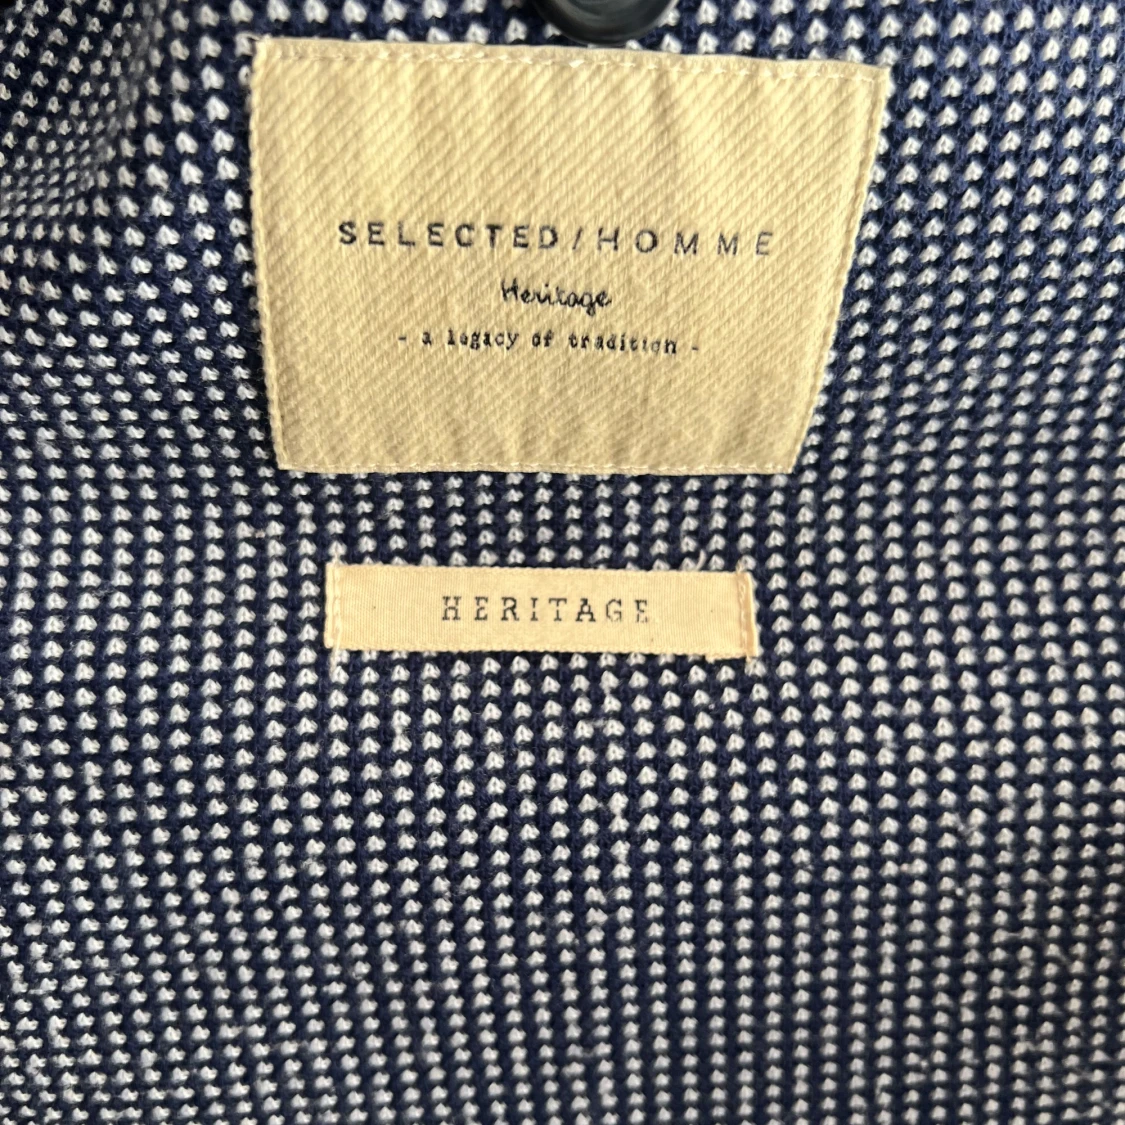 SELECTED/HOMME
Heritage
- a legacy of tradition -
HERITAGE